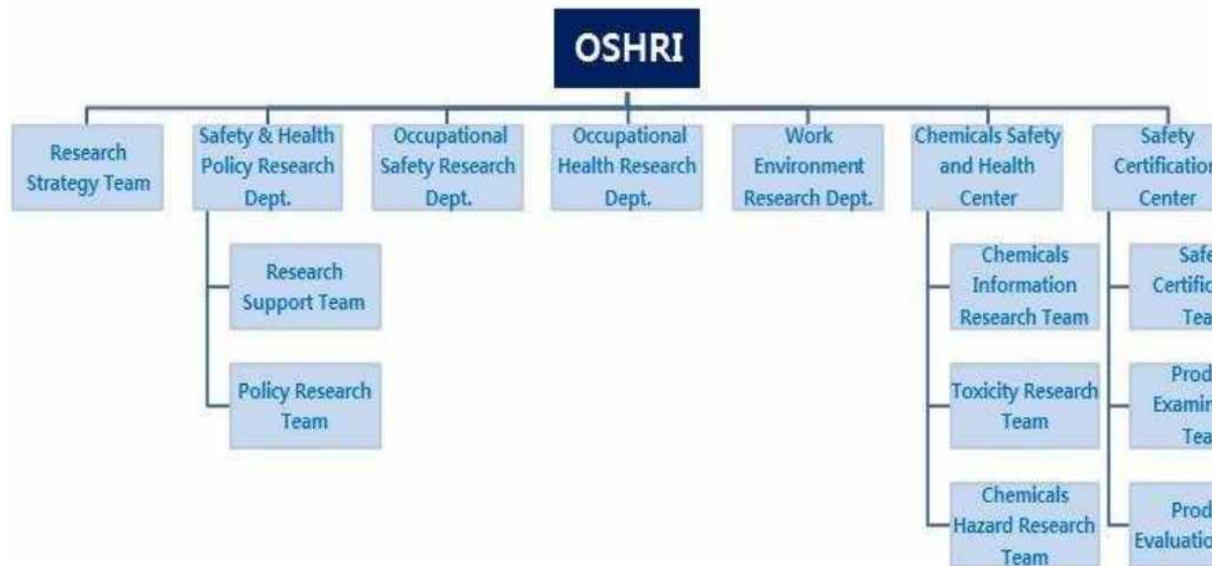 OSHRI
Research
Strategy Team
Safety & Health
Policy Research
Dept.
Occupational
Safety Research
Dept.
Occupational
Health Research
Dept.
Work
Environment
Research Dept.
Chemicals Safety
and Health
Center
Safety
Certification
Center
Research
Support Team
Policy Research
Team
Chemicals
Information
Research Team
Toxicity Research
Team
Chemicals
Hazard Research
Team